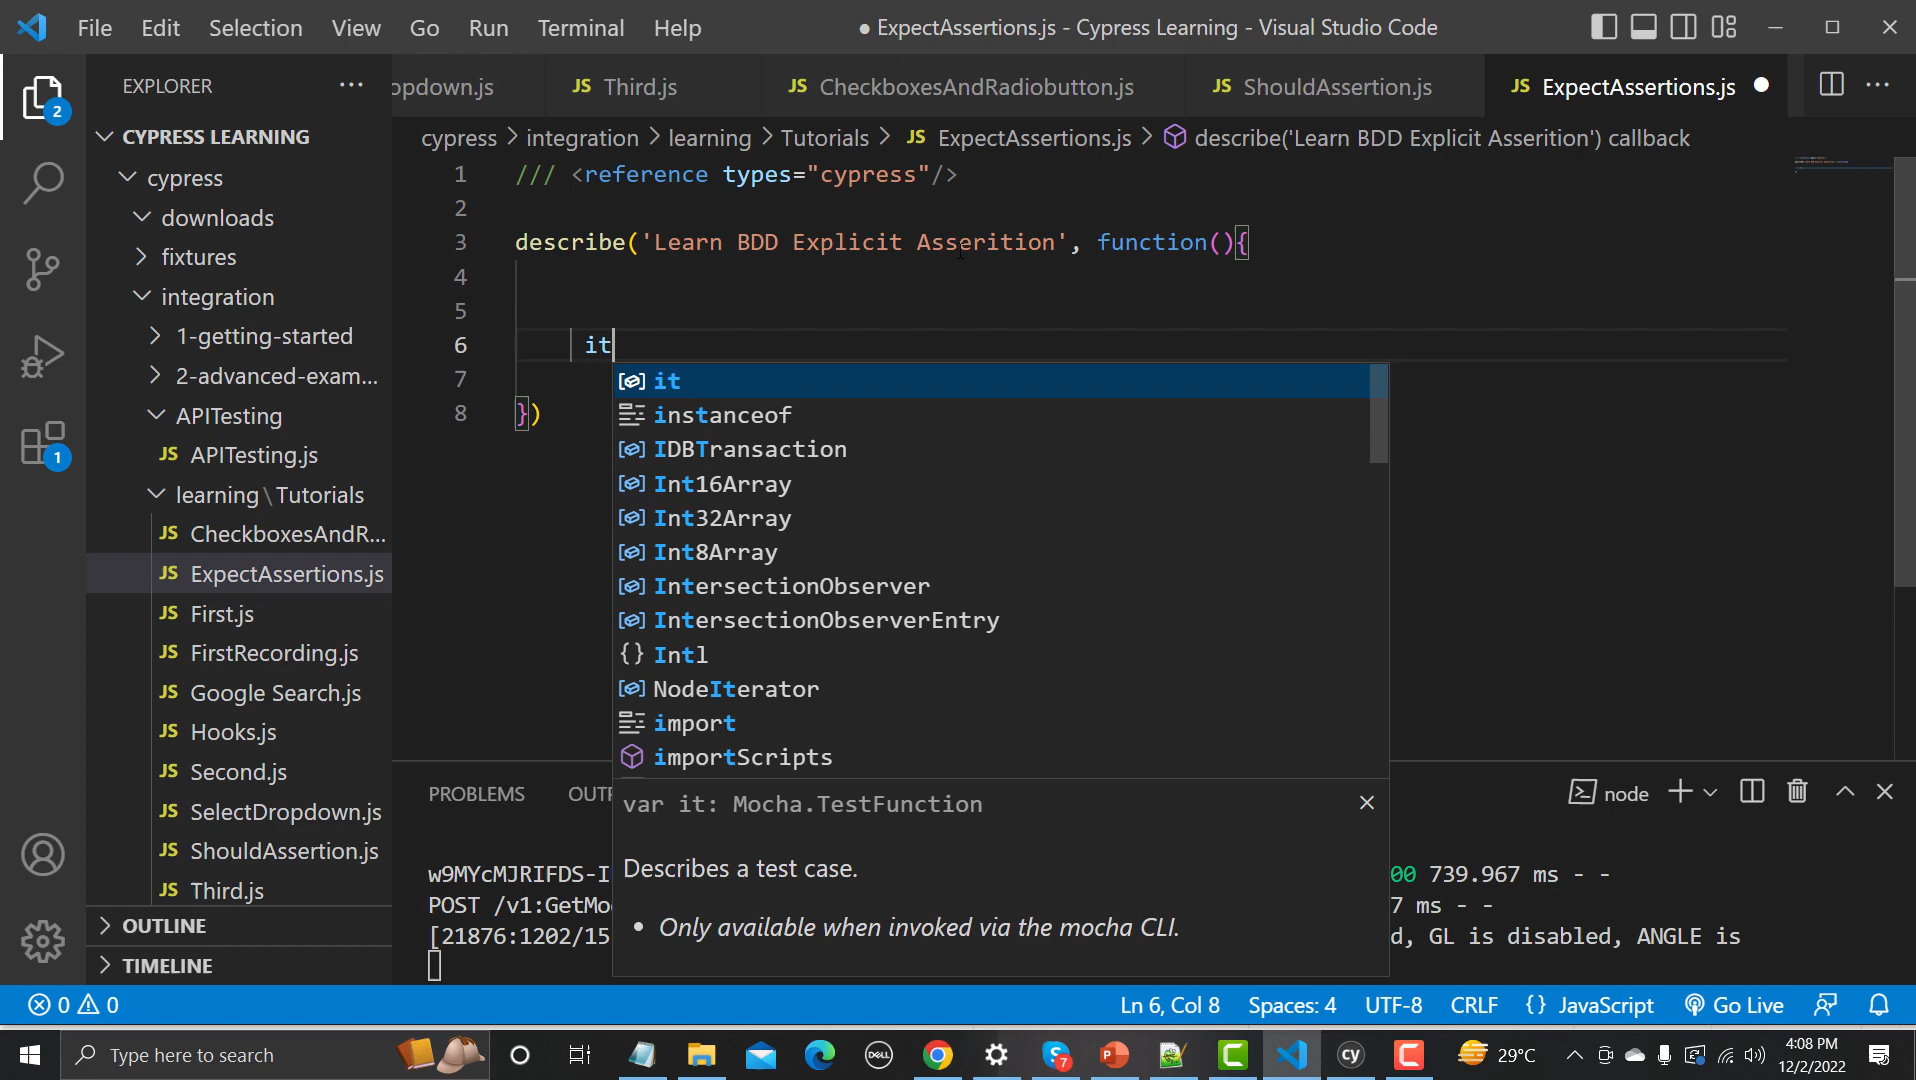 File Edit Selection View Go Run Terminal Help
● ExpectAssertions.js - Cypress Learning - Visual Studio Code
EXPLORER
opdown.js
JS Third.js
JS CheckboxesAndRadiobutton.js
JS ShouldAssertion.js
JS ExpectAssertions.js
cypress > integration > learning > Tutorials > JS ExpectAssertions.js > describe('Learn BDD Explicit Asserition') callback
2
1
CYPRESS LEARNING
cypress
downloads
fixtures
integration
1-getting-started
2-advanced-exam...
APITesting
JS APITesting.js
learning\Tutorials
JS CheckboxesAndR...
JS ExpectAssertions.js
JS First.js
JS FirstRecording.js
JS Google Search.js
JS Hooks.js
JS Second.js
JS SelectDropdown.js
JS ShouldAssertion.js
JS Third.js
OUTLINE
TIMELINE
1 /// <reference types="cypress"/>
2
3 describe('Learn BDD Explicit Asserition', function(){
4
5
6 it
7
8 })
it
instanceof
IDBTransaction
Int16Array
Int32Array
Int8Array
IntersectionObserver
IntersectionObserverEntry
{} Intl
NodeIterator
import
importScripts
var it: Mocha.TestFunction
Describes a test case.
• Only available when invoked via the mocha CLI.
PROBLEMS OUTP
node
w9MYcMJRIFDS-I 00 739.967 ms - -
POST /v1:GetMo 7 ms - -
[21876:1202/15 d, GL is disabled, ANGLE is
0 0
Ln 6, Col 8 Spaces: 4 UTF-8 CRLF {} JavaScript Go Live
Type here to search
DELL
7
P
C
cy
C
29°C
4:08 PM
12/2/2022